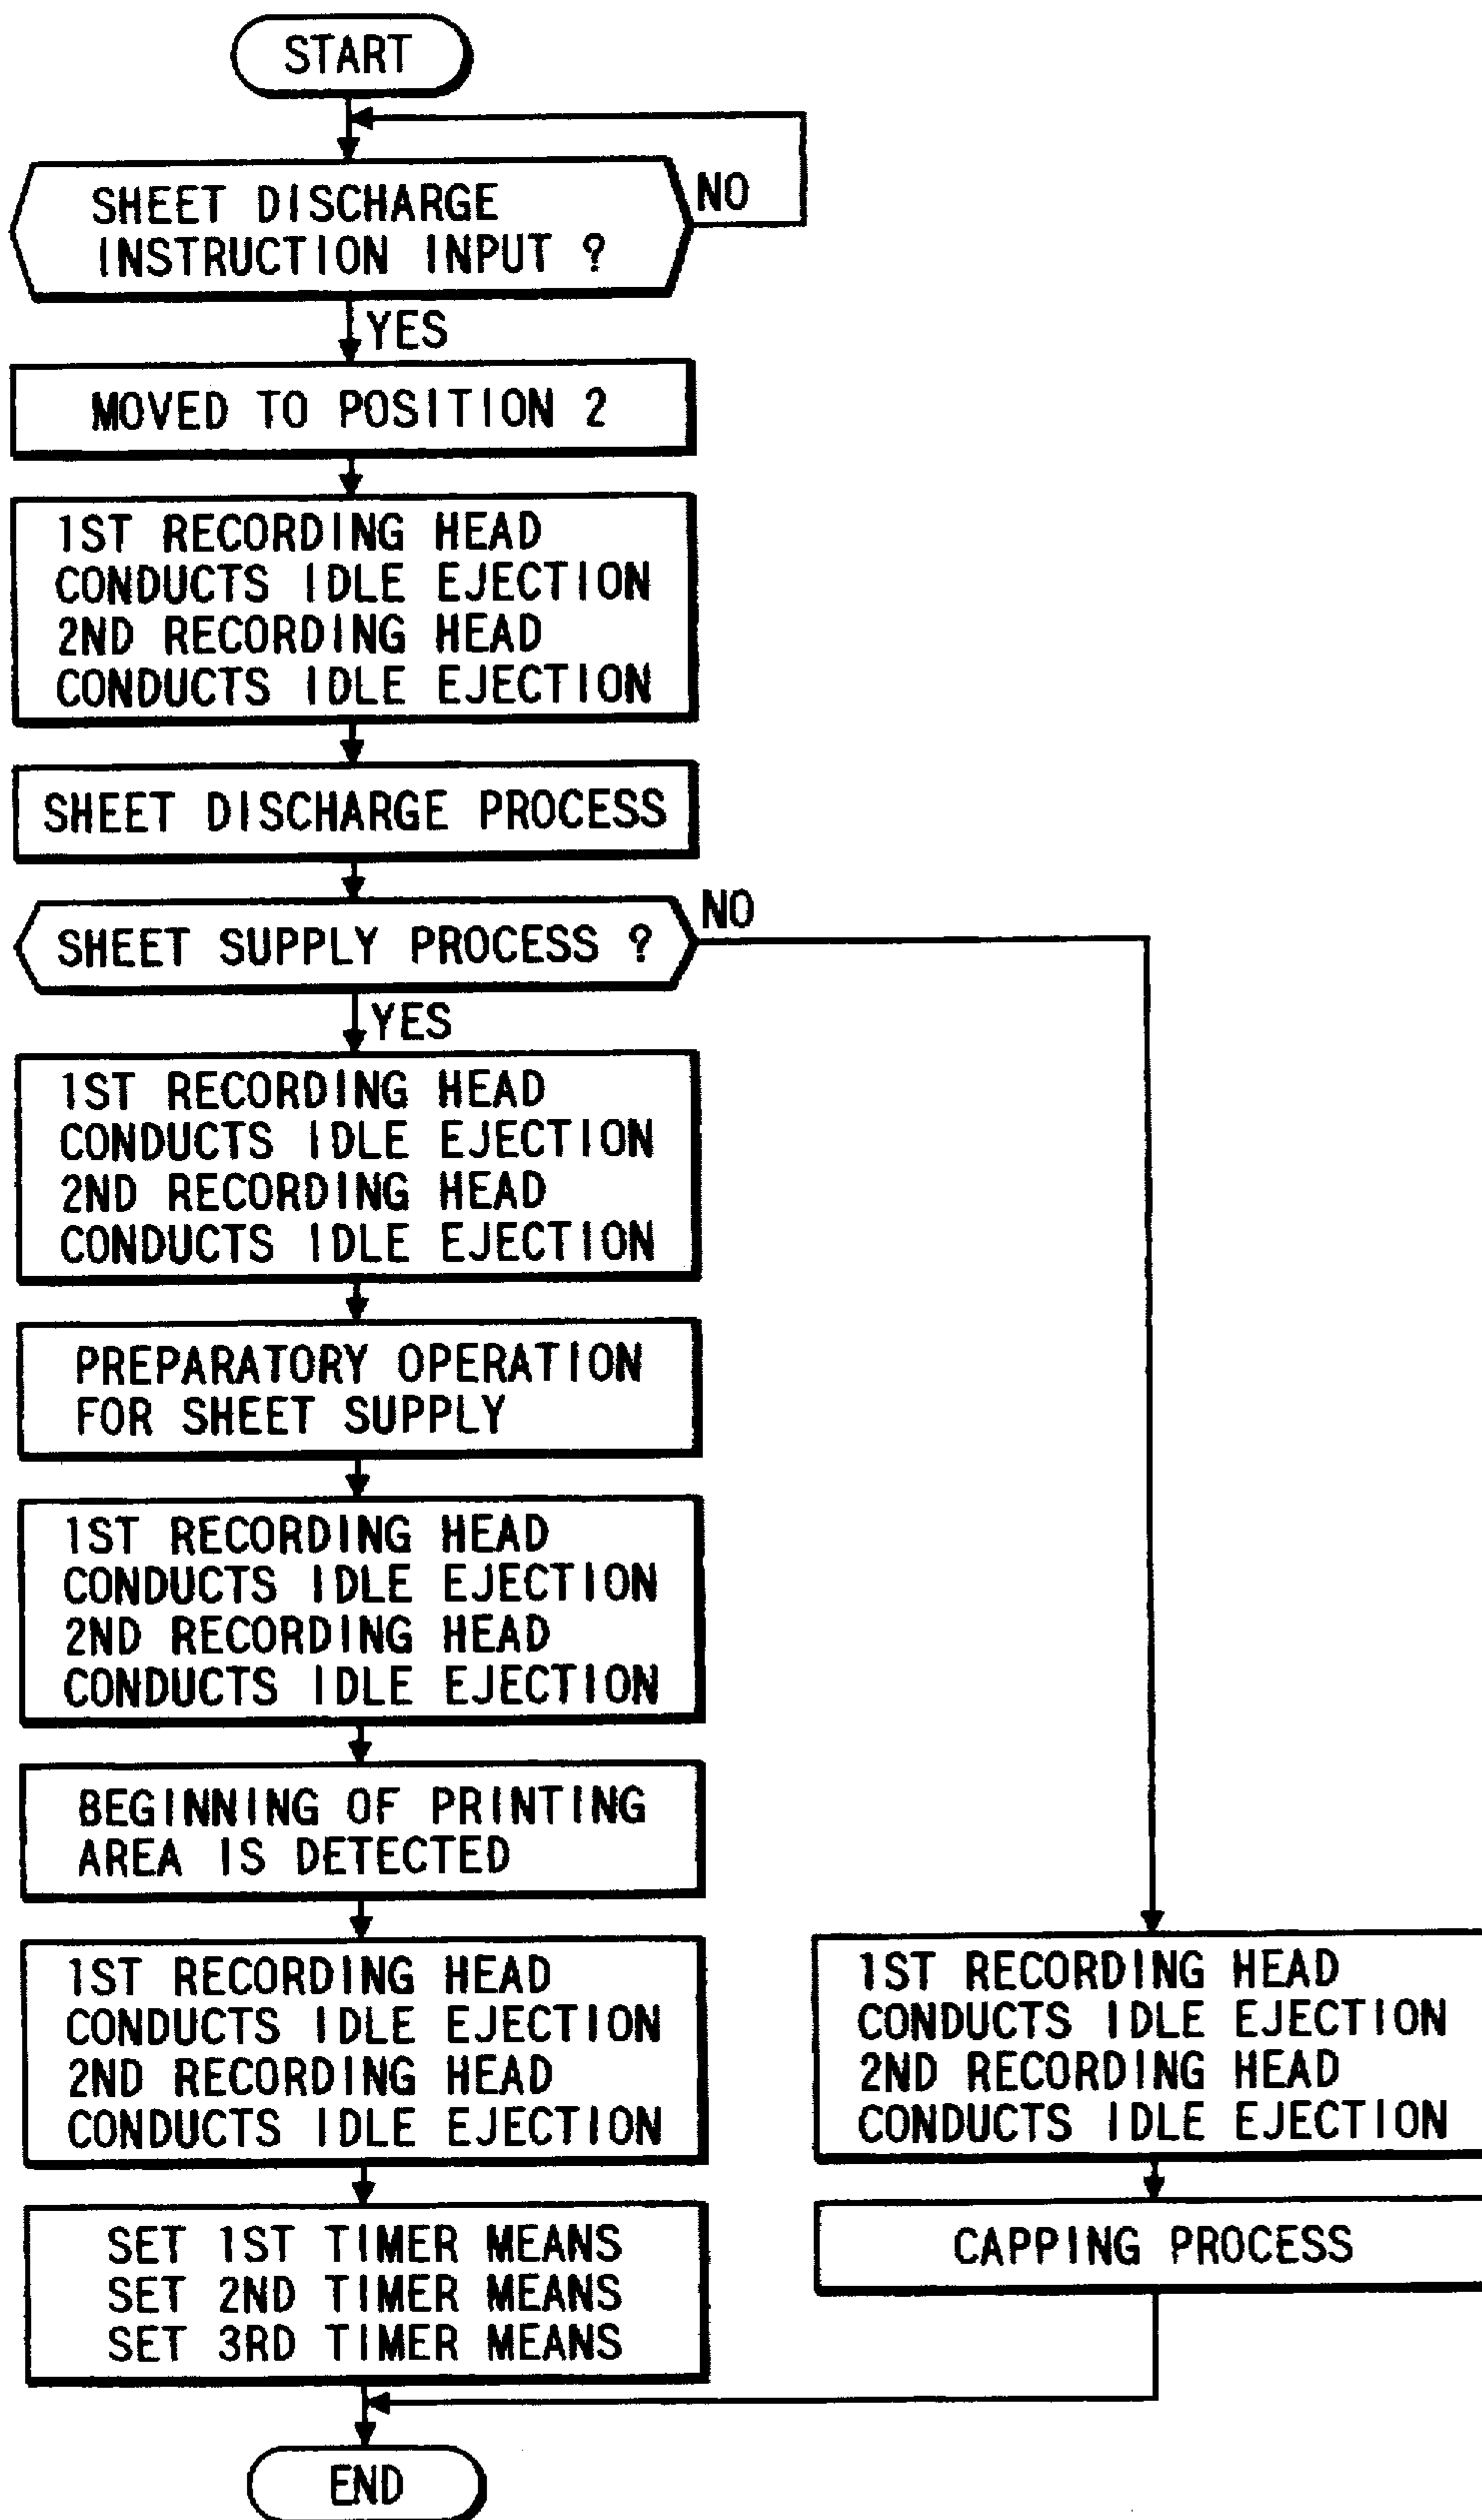 START
SHEET DISCHARGE
INSTRUCTION INPUT ?
NO
YES
MOVED TO POSITION 2
1ST RECORDING HEAD
CONDUCTS IDLE EJECTION
2ND RECORDING HEAD
CONDUCTS IDLE EJECTION
SHEET DISCHARGE PROCESS
SHEET SUPPLY PROCESS ?
NO
YES
1ST RECORDING HEAD
CONDUCTS IDLE EJECTION
2ND RECORDING HEAD
CONDUCTS IDLE EJECTION
PREPARATORY OPERATION
FOR SHEET SUPPLY
1ST RECORDING HEAD
CONDUCTS IDLE EJECTION
2ND RECORDING HEAD
CONDUCTS IDLE EJECTION
BEGINNING OF PRINTING
AREA IS DETECTED
1ST RECORDING HEAD
CONDUCTS IDLE EJECTION
2ND RECORDING HEAD
CONDUCTS IDLE EJECTION
SET 1ST TIMER MEANS
SET 2ND TIMER MEANS
SET 3RD TIMER MEANS
1ST RECORDING HEAD
CONDUCTS IDLE EJECTION
2ND RECORDING HEAD
CONDUCTS IDLE EJECTION
CAPPING PROCESS
END